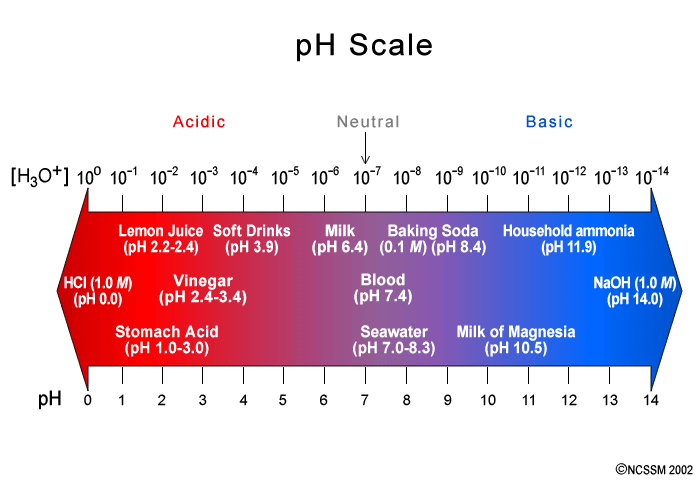 pH Scale
Acidic Neutral Basic
[H₃O⁺] 10⁰ 10⁻¹ 10⁻² 10⁻³ 10⁻⁴ 10⁻⁵ 10⁻⁶ 10⁻⁷ 10⁻⁸ 10⁻⁹ 10⁻¹⁰ 10⁻¹¹ 10⁻¹² 10⁻¹³ 10⁻¹⁴
Lemon Juice Soft Drinks Milk Baking Soda Household ammonia
(pH 2.2-2.4) (pH 3.9) (pH 6.4) (0.1 M) (pH 8.4) (pH 11.9)
HCl (1.0 M) Vinegar Blood NaOH (1.0 M)
(pH 0.0) (pH 2.4-3.4) (pH 7.4) (pH 14.0)
Stomach Acid Seawater Milk of Magnesia
(pH 1.0-3.0) (pH 7.0-8.3) (pH 10.5)
pH 0 1 2 3 4 5 6 7 8 9 10 11 12 13 14
©NCSSM 2002